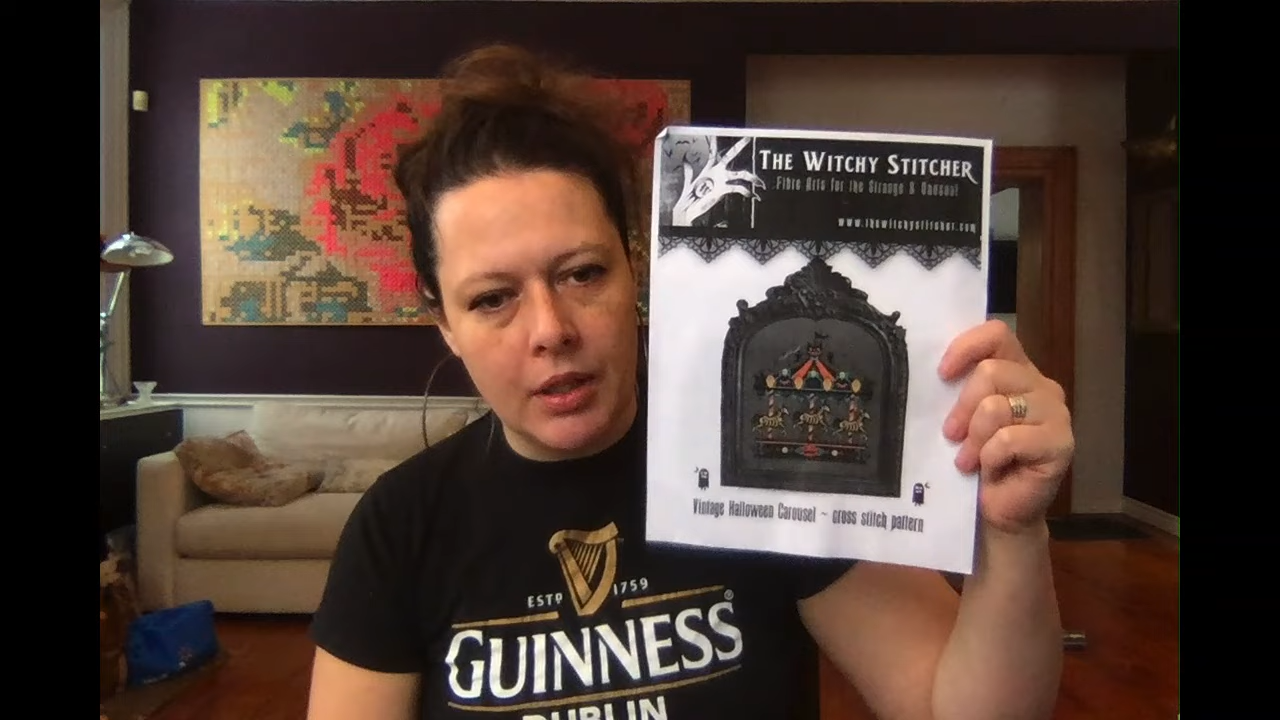 THE WITCHY STITCHER
Fibre Arts for the Strange & Unusual
www.thewitchystitcher.com
Vintage Halloween Carousel ~ cross stitch pattern
ESTD 1759
GUINNESS
DUBLIN